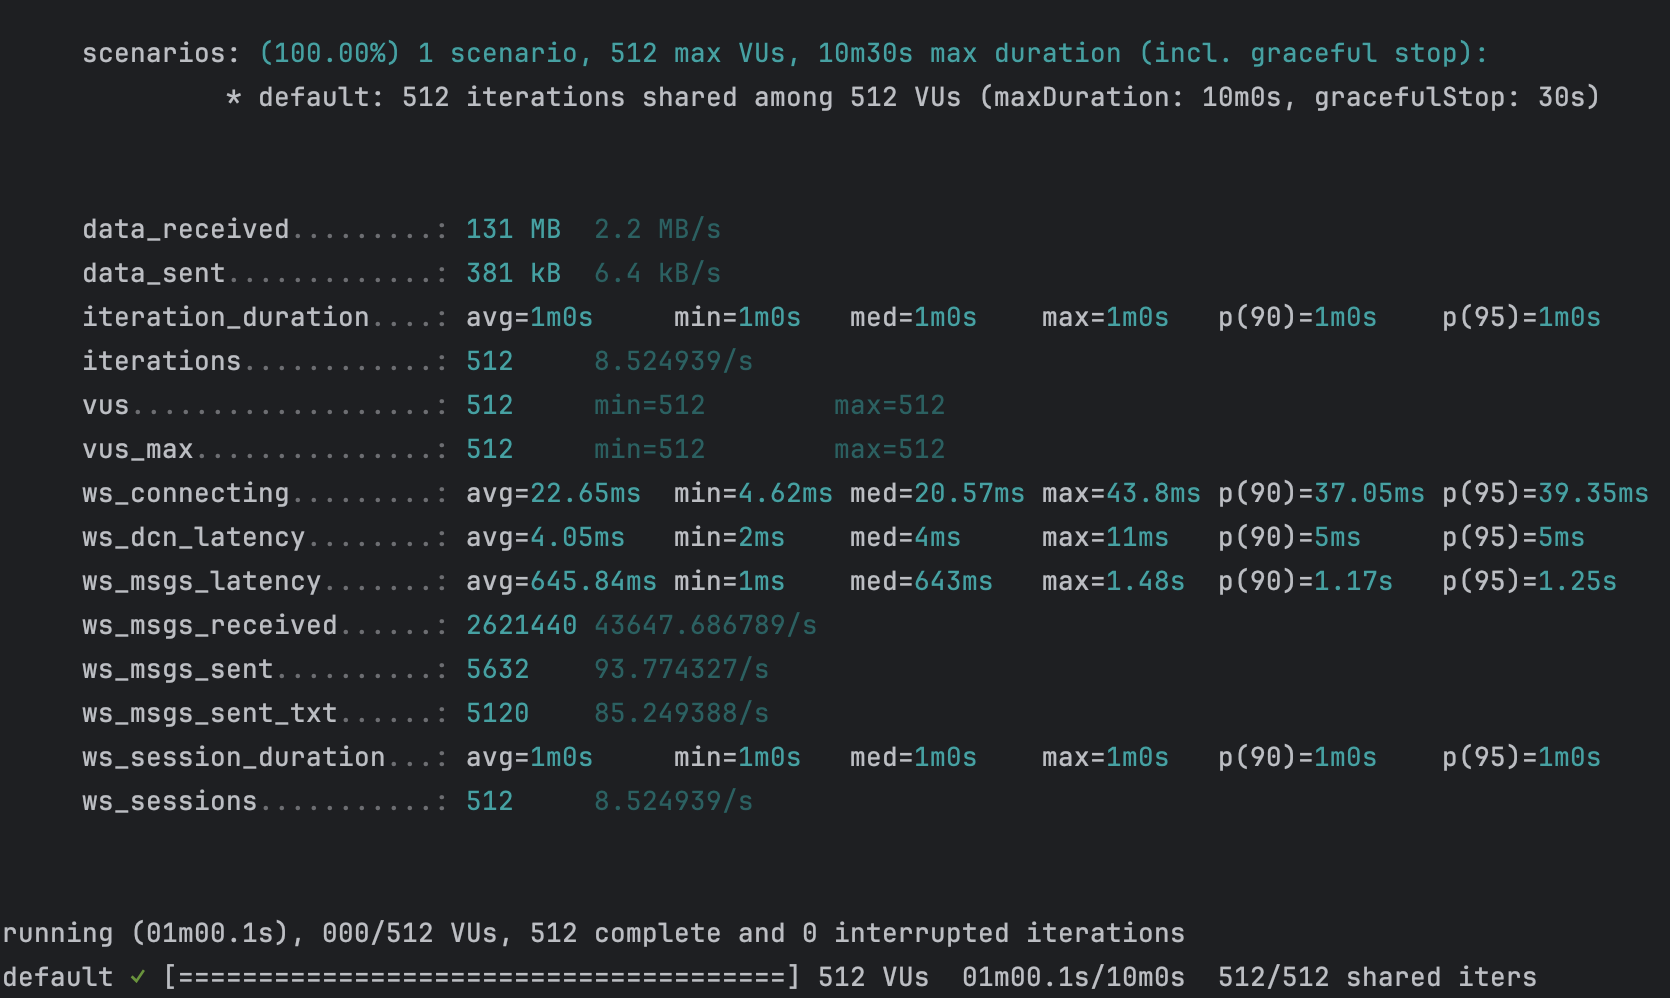 scenarios: (100.00%) 1 scenario, 512 max VUs, 10m30s max duration (incl. graceful stop):
* default: 512 iterations shared among 512 VUs (maxDuration: 10m0s, gracefulStop: 30s)
data_received.........: 131 MB 2.2 MB/s
data_sent.............: 381 kB 6.4 kB/s
iteration_duration....: avg=1m0s min=1m0s med=1m0s max=1m0s p(90)=1m0s p(95)=1m0s
iterations............: 512 8.524939/s
vus...................: 512 min=512 max=512
vus_max...............: 512 min=512 max=512
ws_connecting.........: avg=22.65ms min=4.62ms med=20.57ms max=43.8ms p(90)=37.05ms p(95)=39.35ms
ws_dcn_latency........: avg=4.05ms min=2ms med=4ms max=11ms p(90)=5ms p(95)=5ms
ws_msgs_latency.......: avg=645.84ms min=1ms med=643ms max=1.48s p(90)=1.17s p(95)=1.25s
ws_msgs_received......: 2621440 43647.686789/s
ws_msgs_sent..........: 5632 93.774327/s
ws_msgs_sent_txt......: 5120 85.249388/s
ws_session_duration...: avg=1m0s min=1m0s med=1m0s max=1m0s p(90)=1m0s p(95)=1m0s
ws_sessions...........: 512 8.524939/s
running (01m00.1s), 000/512 VUs, 512 complete and 0 interrupted iterations
default ✓ [======================================] 512 VUs 01m00.1s/10m0s 512/512 shared iters